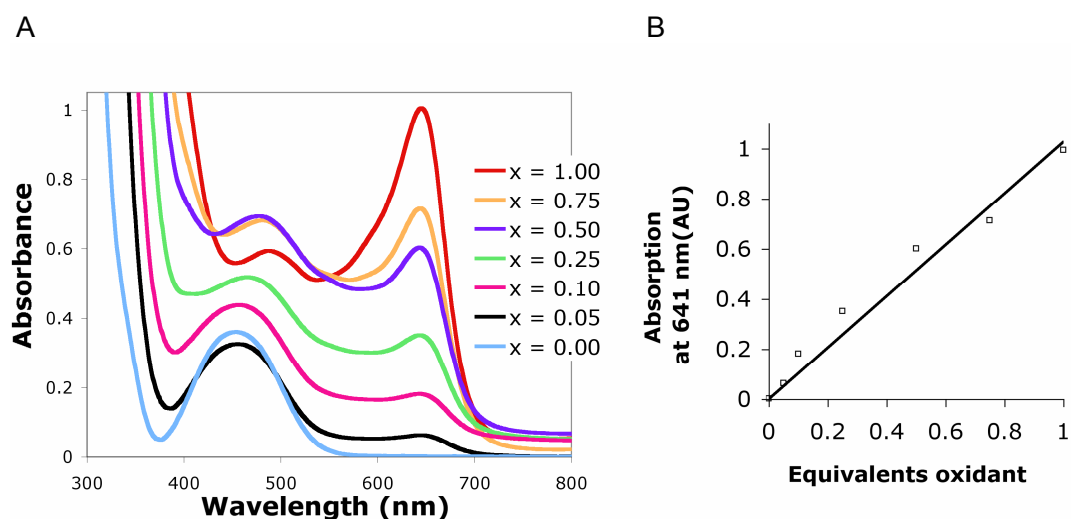 A
Absorbance
1
0.8
0.6
0.4
0.2
0
300
400
500
600
700
800
Wavelength (nm)
x = 1.00
x = 0.75
x = 0.50
x = 0.25
x = 0.10
x = 0.05
x = 0.00
B
Absorption
at 641 nm(AU)
1
0.8
0.6
0.4
0.2
0
0
0.2
0.4
0.6
0.8
1
Equivalents oxidant